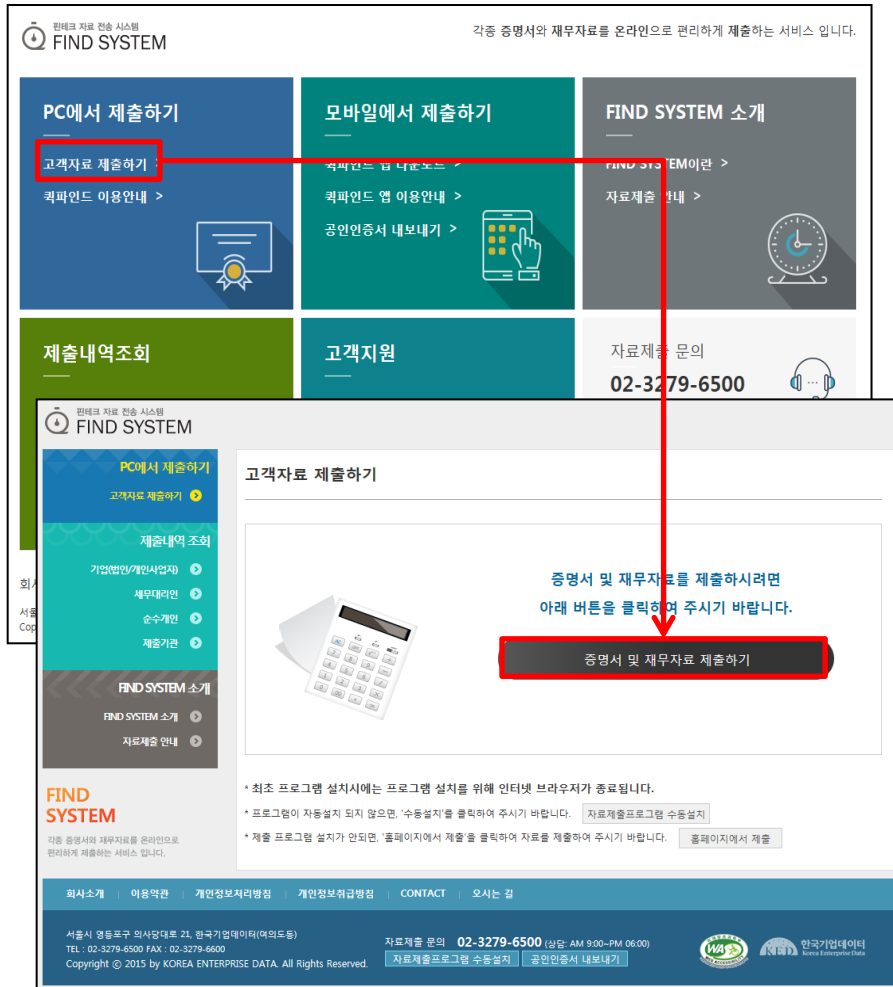 핀테크 자료 전송 시스템
FIND SYSTEM
각종 증명서와 재무자료를 온라인으로 편리하게 제출하는 서비스 입니다.
PC에서 제출하기
고객자료 제출하기 >
퀵파인드 이용안내 >
모바일에서 제출하기
퀵파인드 앱 다운로드 >
퀵파인드 앱 이용안내 >
공인인증서 내보내기 >
FIND SYSTEM 소개
FIND SYSTEM이란 >
자료제출 안내 >
제출내역조회
고객지원
자료제출 문의
02-3279-6500
회사
서울
Cop
핀테크 자료 전송 시스템
FIND SYSTEM
PC에서 제출하기
고객자료 제출하기
제출내역 조회
기업(법인/개인사업자)
세무대리인
순수개인
제출기관
FIND SYSTEM 소개
FIND SYSTEM 소개
자료제출 안내
FIND
SYSTEM
각종 증명서와 재무자료를 온라인으로
편리하게 제출하는 서비스 입니다.
고객자료 제출하기
증명서 및 재무자료를 제출하시려면
아래 버튼을 클릭하여 주시기 바랍니다.
증명서 및 재무자료 제출하기
* 최초 프로그램 설치시에는 프로그램 설치를 위해 인터넷 브라우저가 종료됩니다.
* 프로그램이 자동설치 되지 않으면, '수동설치'를 클릭하여 주시기 바랍니다. 자료제출프로그램 수동설치
* 제출 프로그램 설치가 안되면, '홈페이지에서 제출'을 클릭하여 자료를 제출하여 주시기 바랍니다. 홈페이지에서 제출
회사소개 | 이용약관 | 개인정보처리방침 | 개인정보취급방침 | CONTACT | 오시는 길
서울시 영등포구 의사당대로 21, 한국기업데이터(여의도동)
TEL : 02-3279-6500 FAX : 02-3279-6600
Copyright ⓒ 2015 by KOREA ENTERPRISE DATA. All Rights Reserved.
자료제출 문의 02-3279-6500 (상담: AM 9:00~PM 06:00)
자료제출프로그램 수동설치 공인인증서 내보내기
WA
KED 한국기업데이터
Korea Enterprise Data